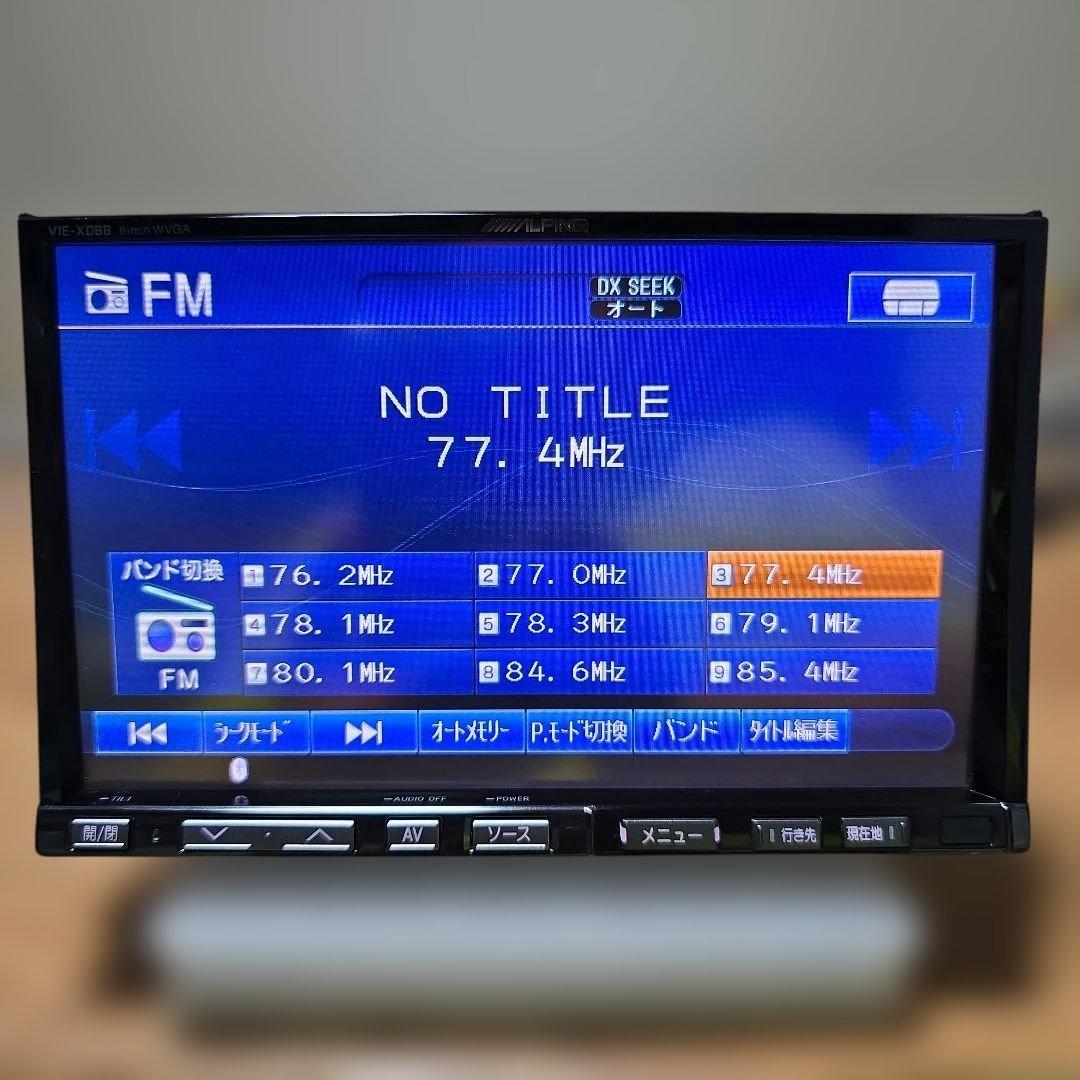 VIE-X088 8inch WVGA
ALPINE
FM
DX SEEK
オート
NO TITLE
77.4MHz
バンド切換
FM
1 76.2MHz
2 77.0MHz
3 77.4MHz
4 78.1MHz
5 78.3MHz
6 79.1MHz
7 80.1MHz
8 84.6MHz
9 85.4MHz
シークモード
オートメモリー
P.モード切換
バンド
タイトル編集
TILT
AUDIO OFF
POWER
開/閉
AV
ソース
メニュー
行き先
現在地